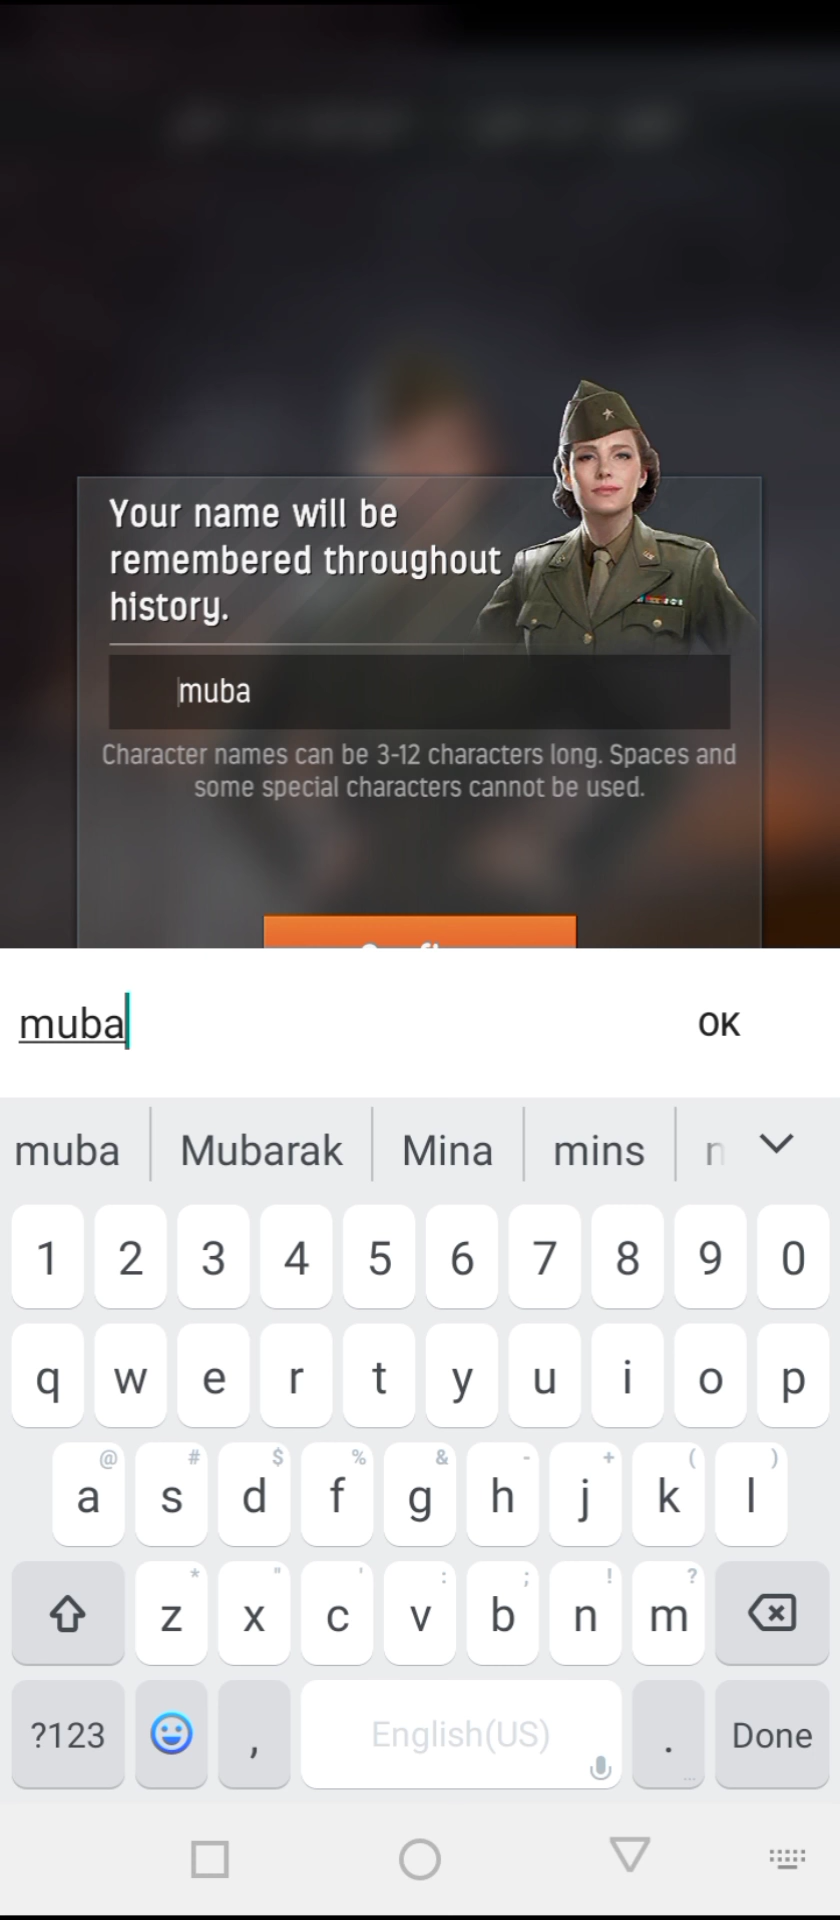 Your name will be
remembered throughout
history.
muba
Character names can be 3-12 characters long. Spaces and
some special characters cannot be used.
muba OK
muba Mubarak Mina mins
1 2 3 4 5 6 7 8 9 0
q w e r t y u i o p
@ # $ % & - + ( )
a s d f g h j k l
* " ' : ; ! ?
z x c v b n m
?123 , English(US) . Done